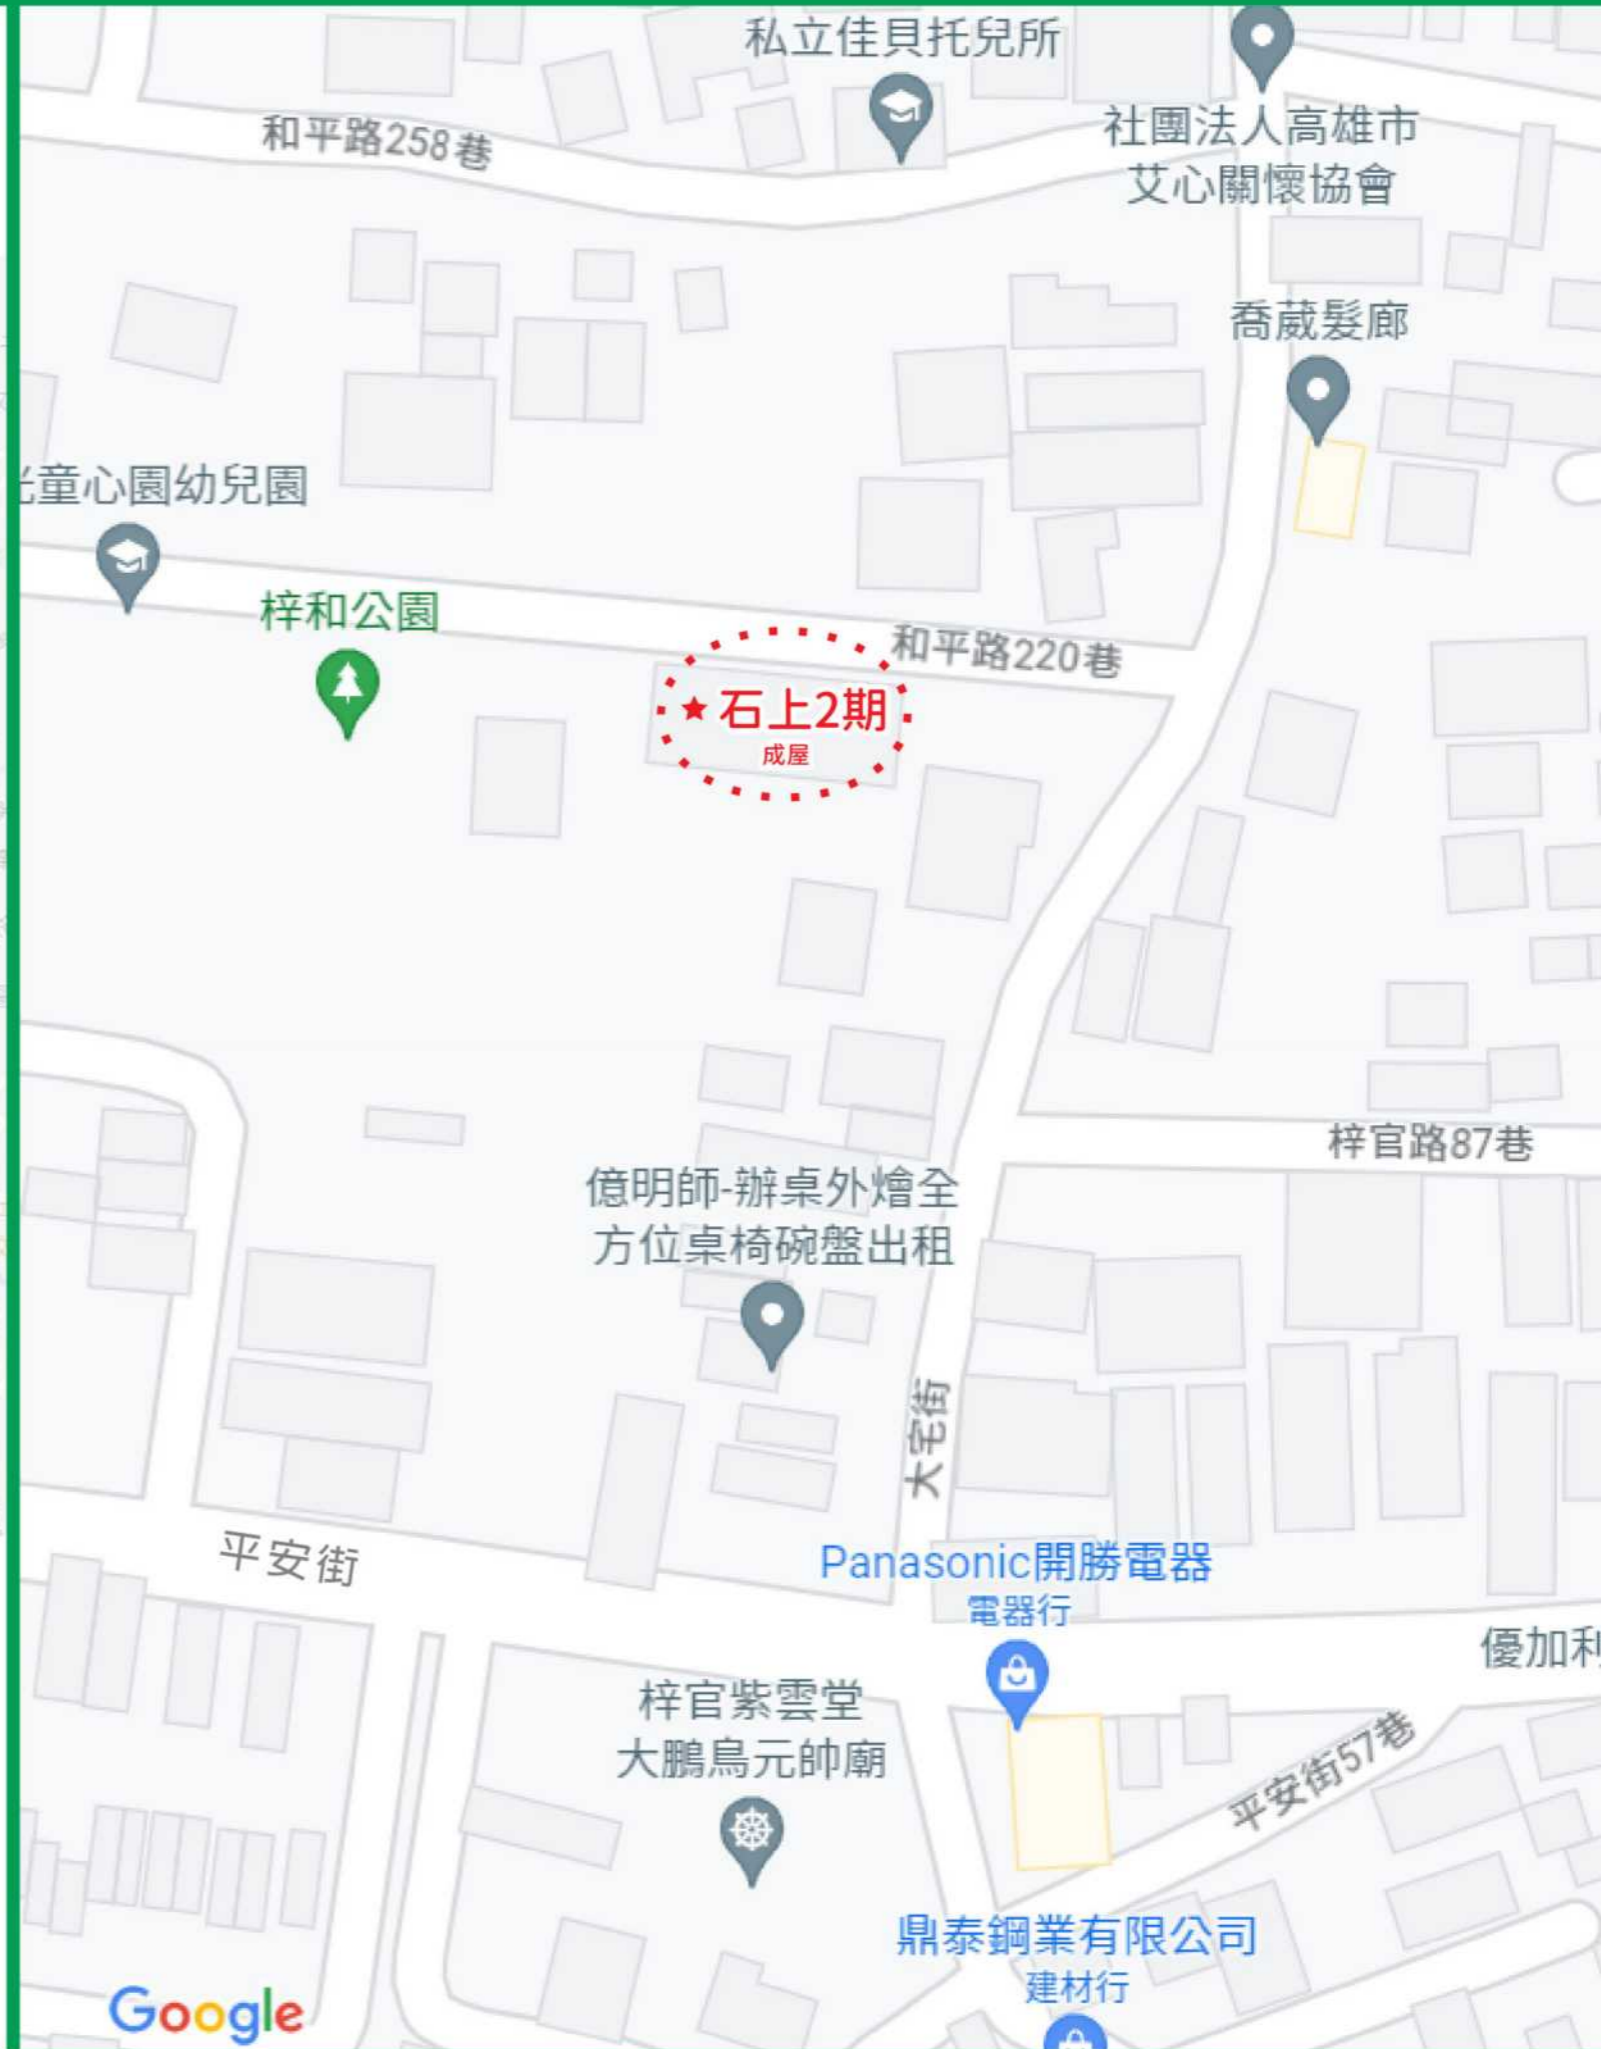 私立佳貝托兒所
社團法人高雄市
艾心關懷協會
和平路258巷
喬葳髮廊
童心園幼兒園
梓和公園
和平路220巷
石上2期
成屋
梓官路87巷
億明師-辦桌外燴全
方位桌椅碗盤出租
大宅街
平安街
Panasonic開勝電器
電器行
優加利
梓官紫雲堂
大鵬鳥元帥廟
平安街57巷
鼎泰鋼業有限公司
建材行
Google